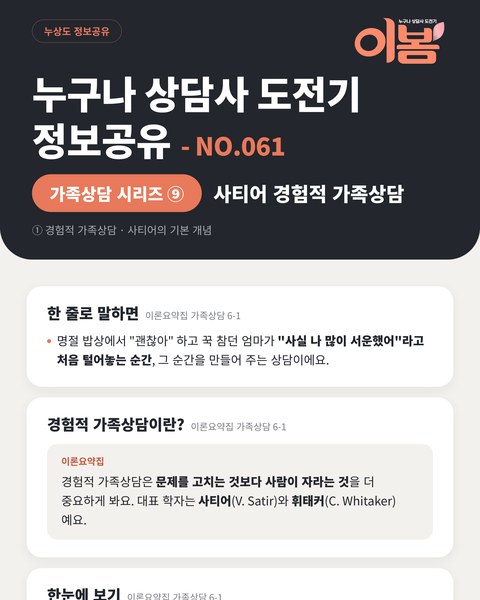 누상도 정보공유
누구나 상담사 도전기
이봄
누구나 상담사 도전기
정보공유 - NO.061
가족상담 시리즈 ⑨ 사티어 경험적 가족상담
① 경험적 가족상담 · 사티어의 기본 개념
한 줄로 말하면 이론요약집 가족상담 6-1
• 명절 밥상에서 "괜찮아" 하고 꾹 참던 엄마가 "사실 나 많이 서운했어"라고
처음 털어놓는 순간, 그 순간을 만들어 주는 상담이에요.
경험적 가족상담이란? 이론요약집 가족상담 6-1
이론요약집
경험적 가족상담은 문제를 고치는 것보다 사람이 자라는 것을 더
중요하게 봐요. 대표 학자는 사티어(V. Satir)와 휘태커(C. Whitaker)
예요.
한눈에 보기 이론요약집 가족상담 6-1